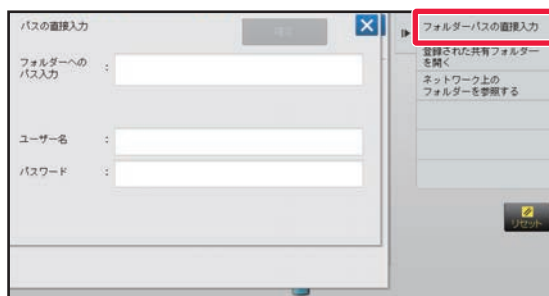 パスの直接入力
フォルダーへの
パス入力 :
ユーザー名 :
パスワード :
フォルダーパスの直接入力
登録された共有フォルダー
を開く
ネットワーク上の
フォルダーを参照する
リセット